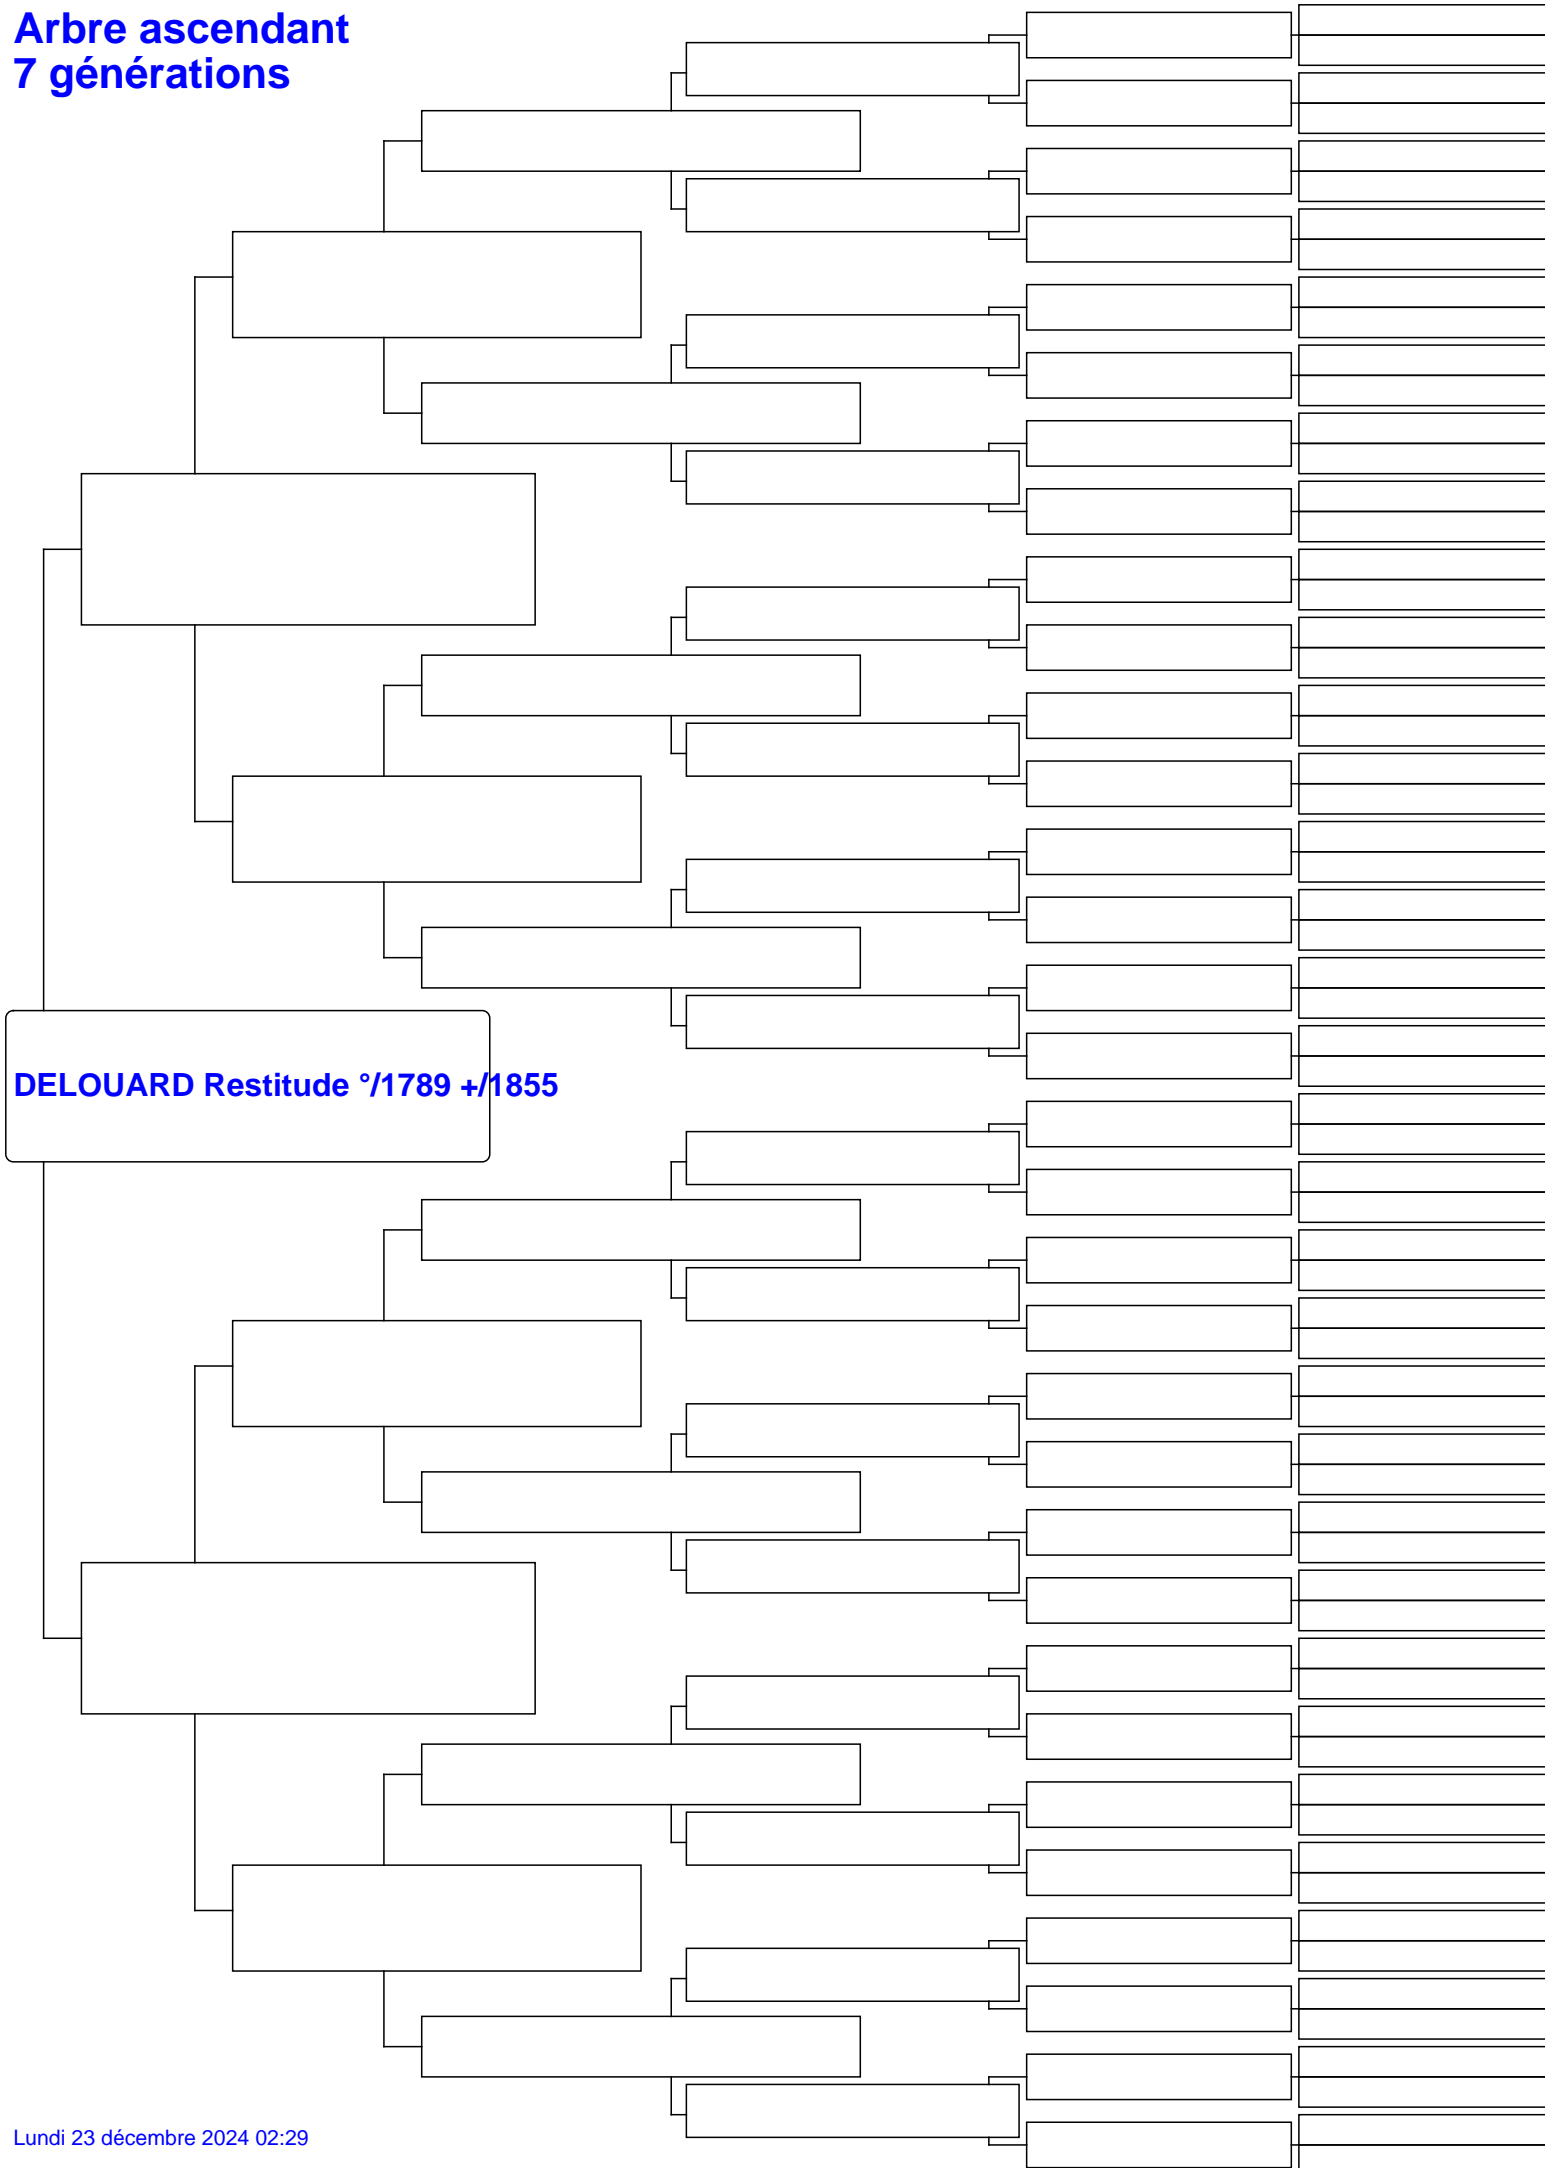 Arbre ascendant
7 générations
DELOUARD Restitude °/1789 +/1855
Lundi 23 décembre 2024 02:29